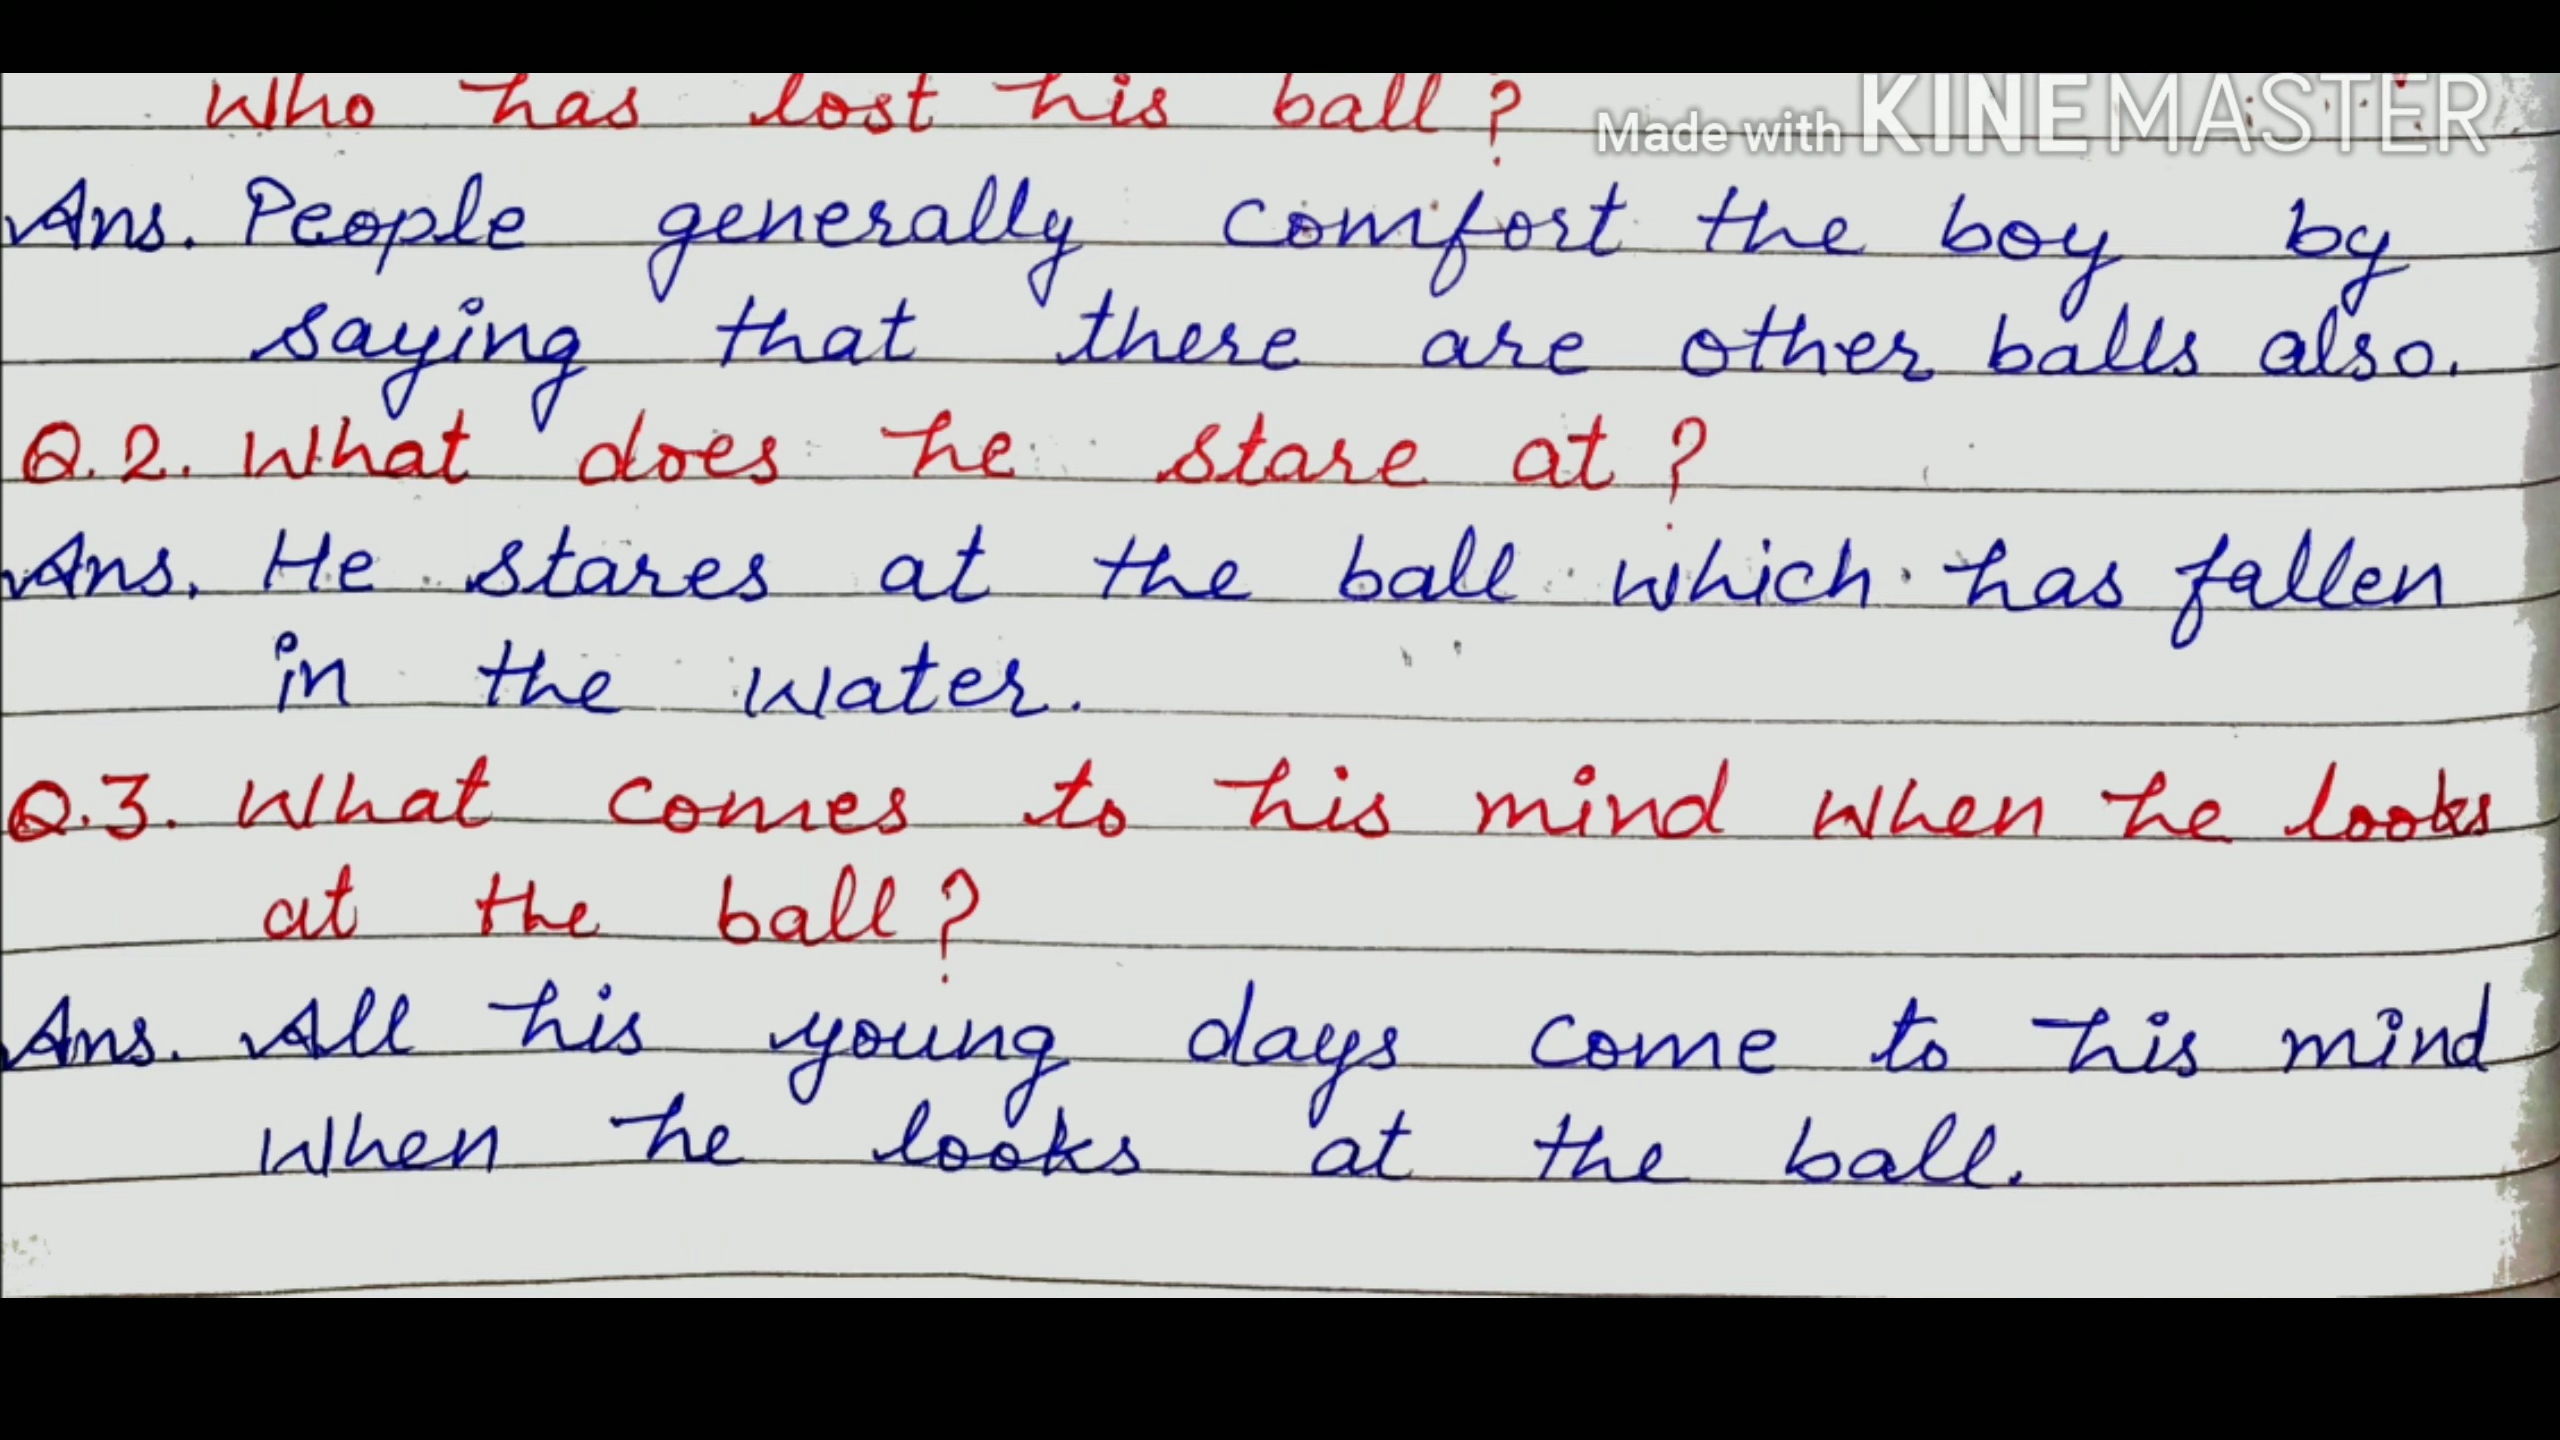 Who has lost his ball?
Made with KINEMASTER
Ans. People generally comfort the boy by
saying that there are other balls also.
Q.2. What does he stare at?
Ans. He stares at the ball which has fallen
in the water.
Q.3. What comes to his mind when he looks
at the ball?
Ans. All his young days come to his mind
when he looks at the ball.